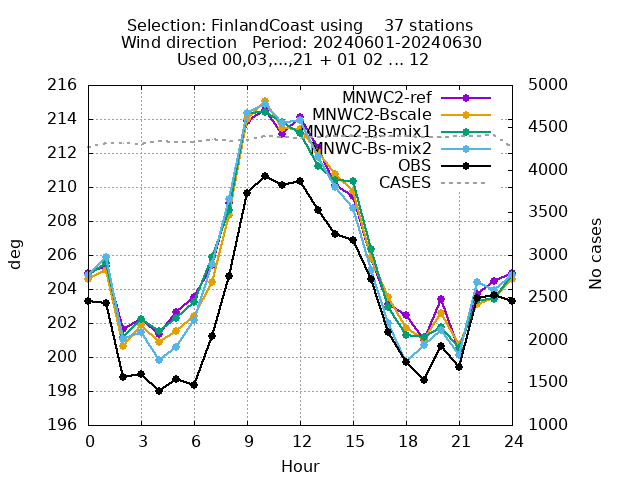 Selection: FinlandCoast using    37 stations
Wind direction   Period: 20240601-20240630
Used 00,03,...,21 + 01 02 ... 12
216
214
212
210
208
206
204
202
200
198
196
deg
5000
4500
4000
3500
3000
2500
2000
1500
1000
No cases
MNWC2-ref
MNWC2-Bscale
MNWC2-Bs-mix1
MNWC-Bs-mix2
OBS
CASES
0 3 6 9 12 15 18 21 24
Hour